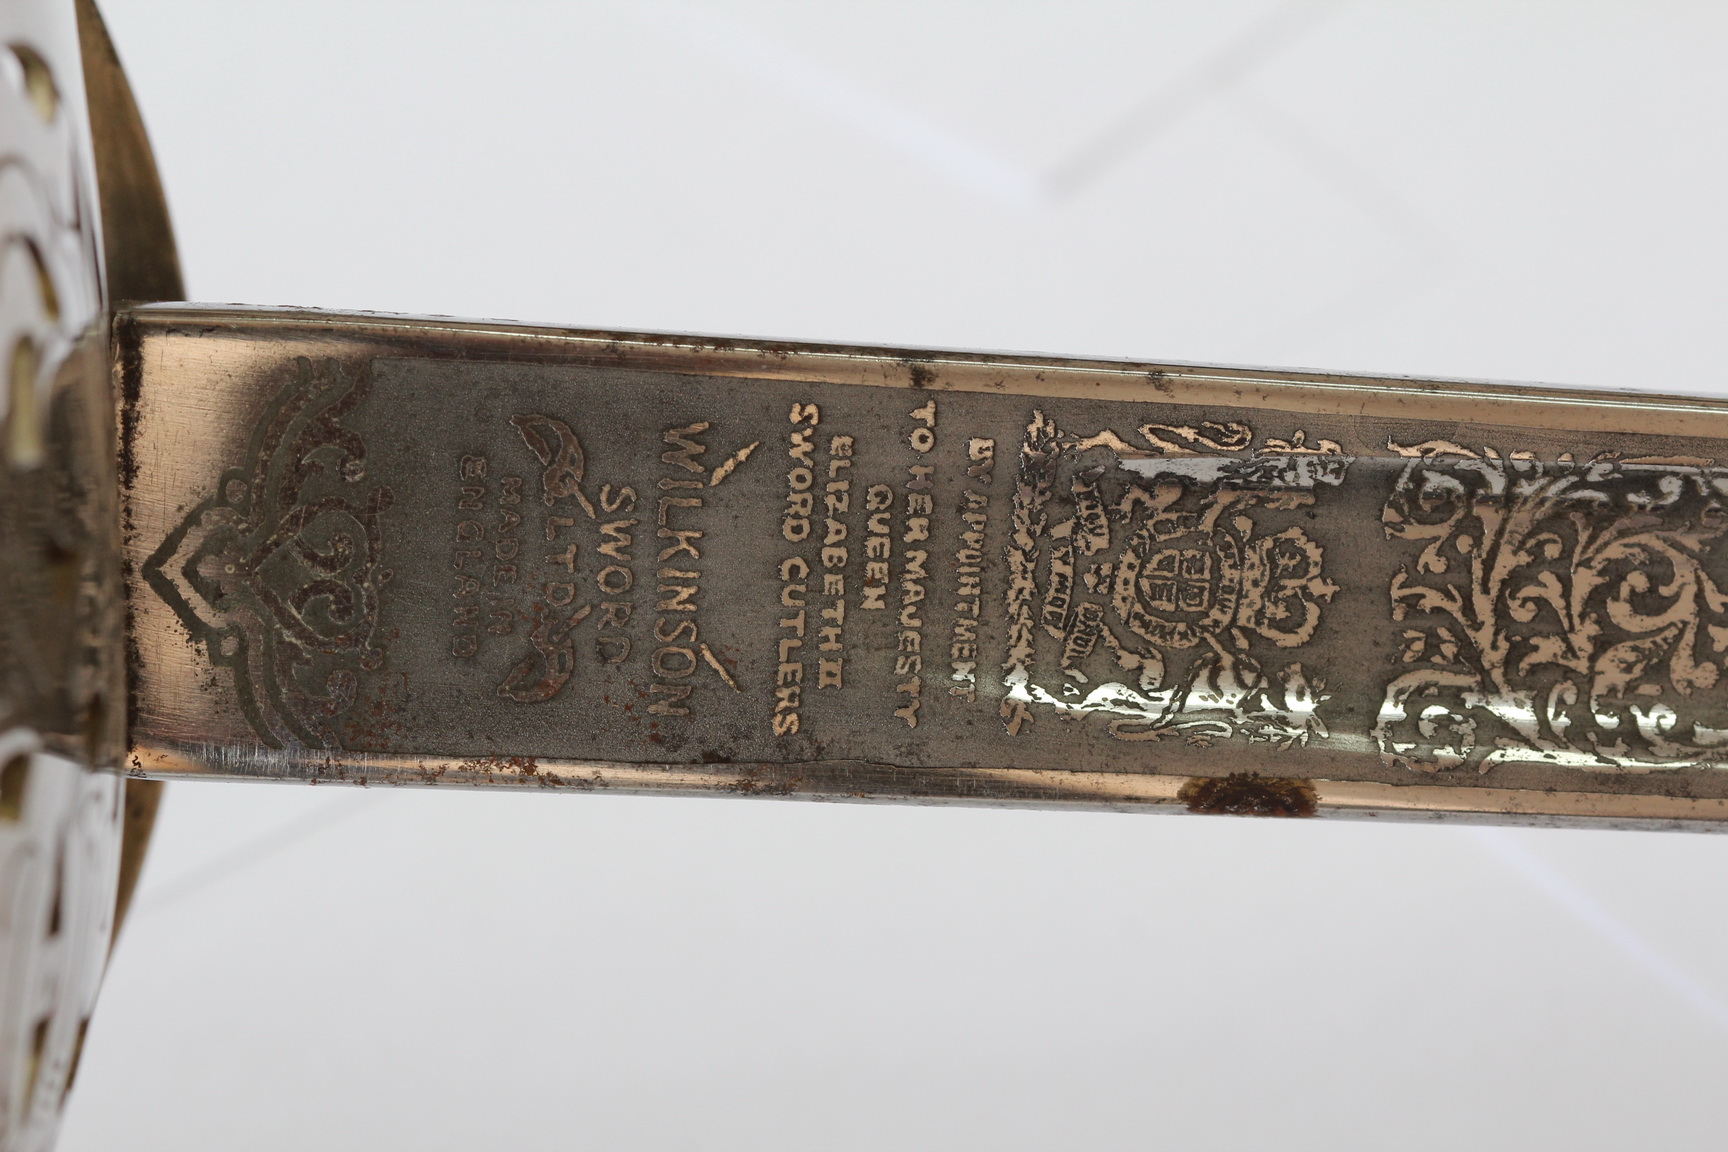 BY APPOINTMENT
TO HER MAJESTY
QUEEN
ELIZABETH II
SWORD CUTLERS
WILKINSON
SWORD
LTD
MADE IN
ENGLAND